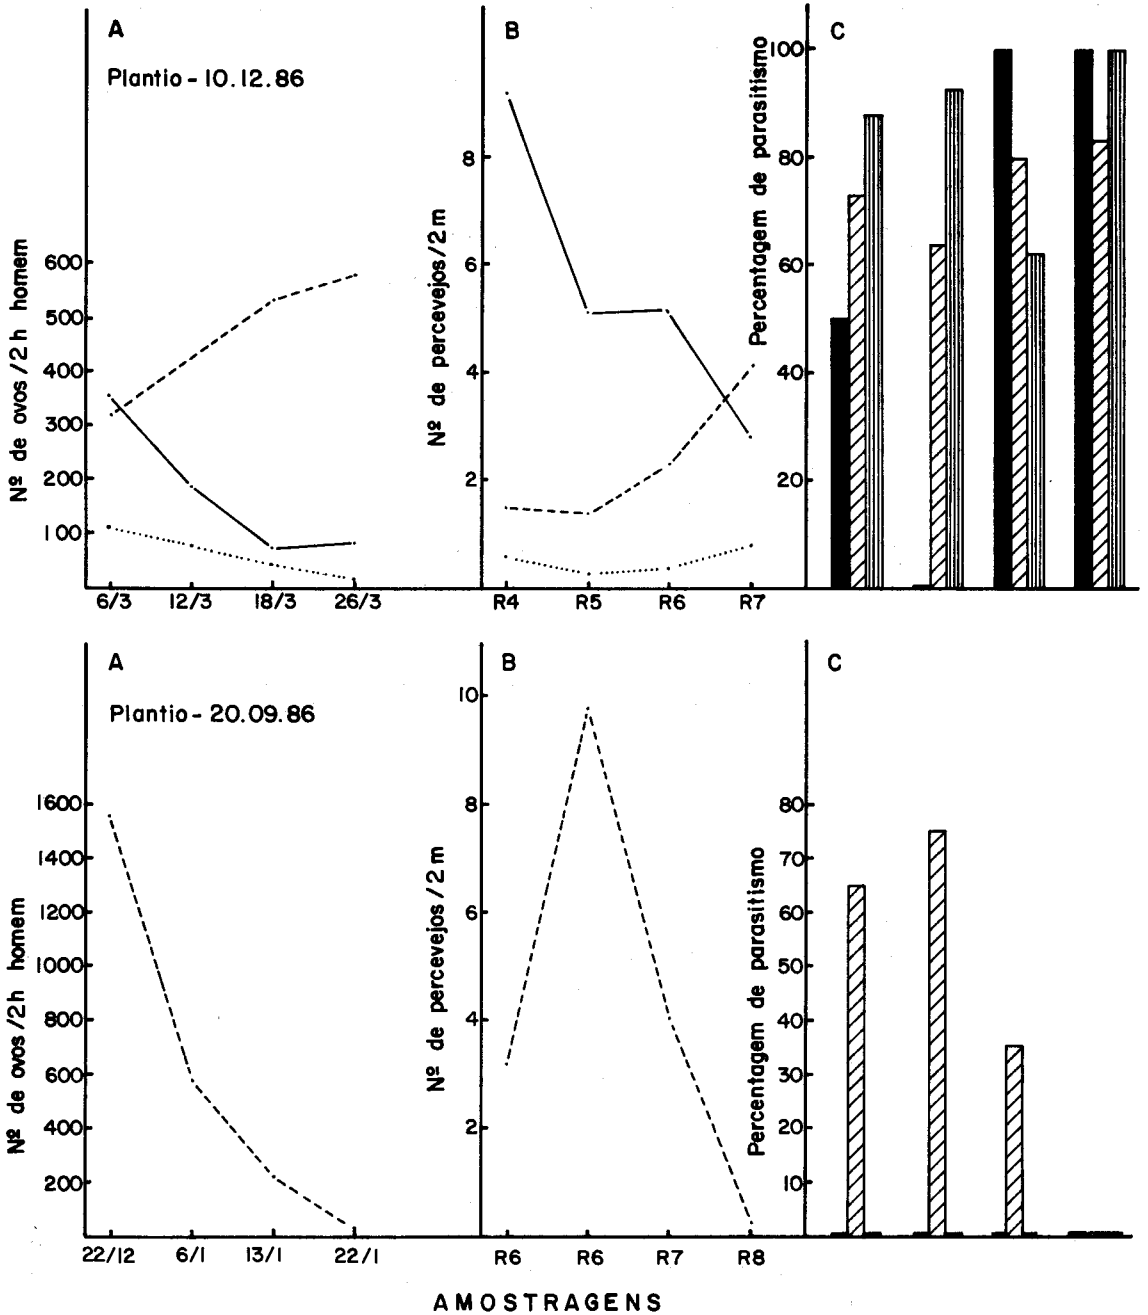 A
Plantio - 10.12.86
Nº de ovos / 2h homem
600
500
400
300
200
100
6/3 12/3 18/3 26/3
B
Nº de percevejos / 2m
8
6
4
2
R4 R5 R6 R7
C
Percentagem de parasitismo
100
80
60
40
20
A
Plantio - 20.09.86
Nº de ovos / 2h homem
1600
1400
1200
1000
800
600
400
200
22/12 6/1 13/1 22/1
B
Nº de percevejos / 2m
10
8
6
4
2
R6 R6 R7 R8
C
Percentagem de parasitismo
80
70
60
50
40
30
20
10
AMOSTRAGENS